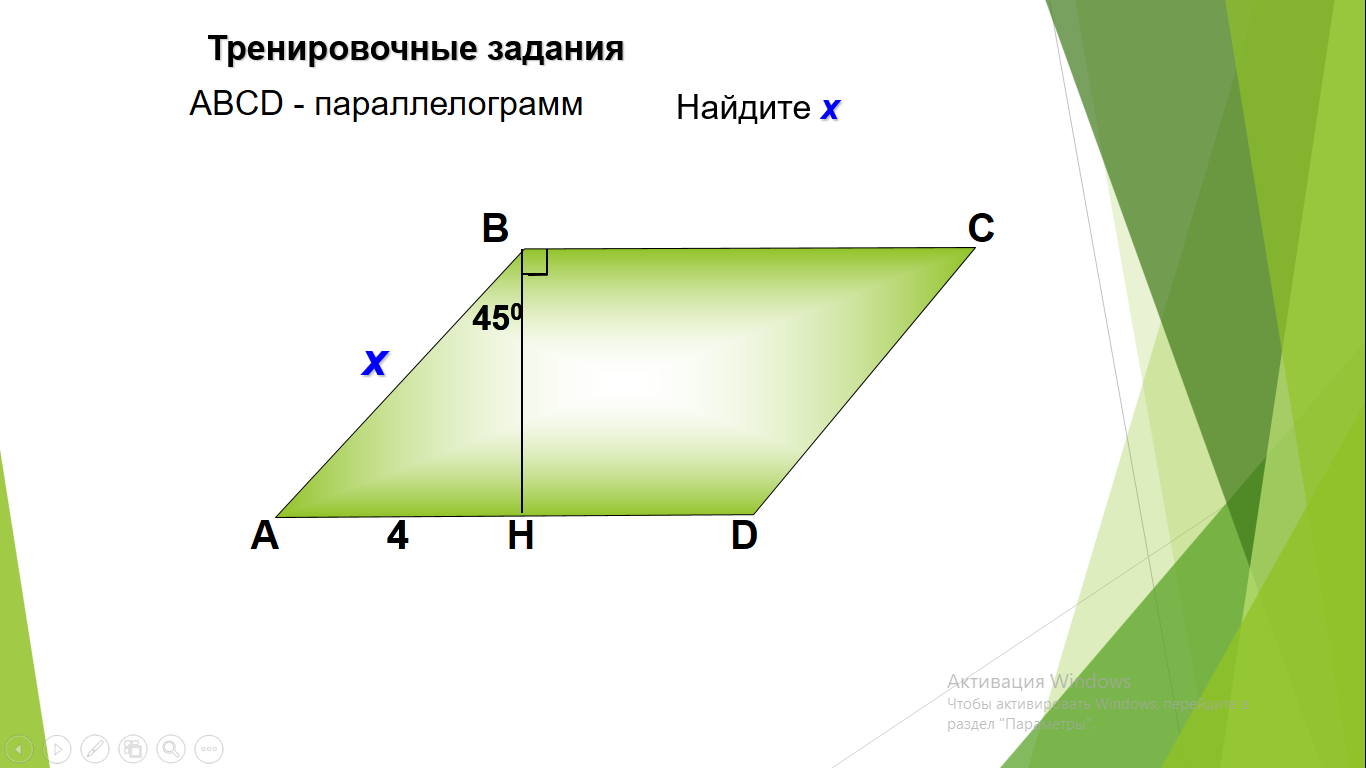 Тренировочные задания
ABCD - параллелограмм Найдите x
B C
45⁰
x
A 4 H D
Активация Windows
Чтобы активировать Windows, перейдите в
раздел "Параметры".